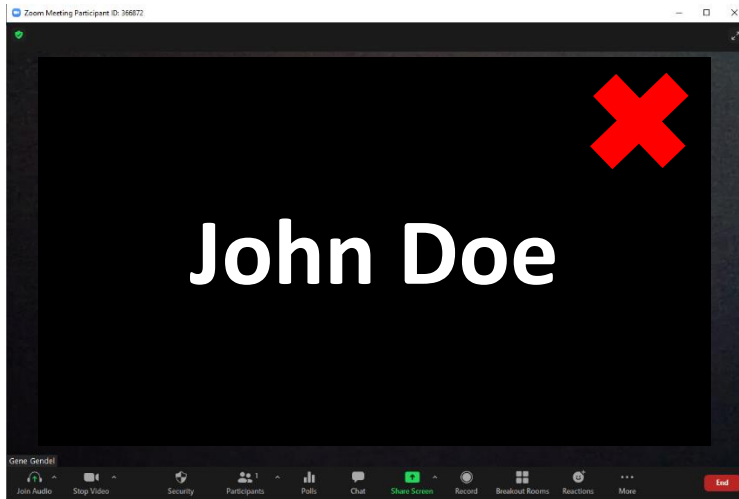 Zoom Meeting Participant ID: 366872
John Doe
Gene Gendel
Join Audio Stop Video Security Participants 1 Polls Chat Share Screen Record Breakout Rooms Reactions More End